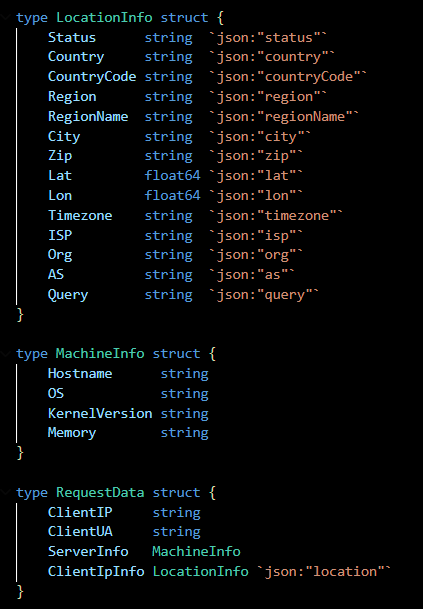 type LocationInfo struct {
    Status      string  `json:"status"`
    Country     string  `json:"country"`
    CountryCode string  `json:"countryCode"`
    Region      string  `json:"region"`
    RegionName  string  `json:"regionName"`
    City        string  `json:"city"`
    Zip         string  `json:"zip"`
    Lat         float64 `json:"lat"`
    Lon         float64 `json:"lon"`
    Timezone    string  `json:"timezone"`
    ISP         string  `json:"isp"`
    Org         string  `json:"org"`
    AS          string  `json:"as"`
    Query       string  `json:"query"`
}

type MachineInfo struct {
    Hostname      string
    OS            string
    KernelVersion string
    Memory        string
}

type RequestData struct {
    ClientIP     string
    ClientUA     string
    ServerInfo   MachineInfo
    ClientIpInfo LocationInfo `json:"location"`
}